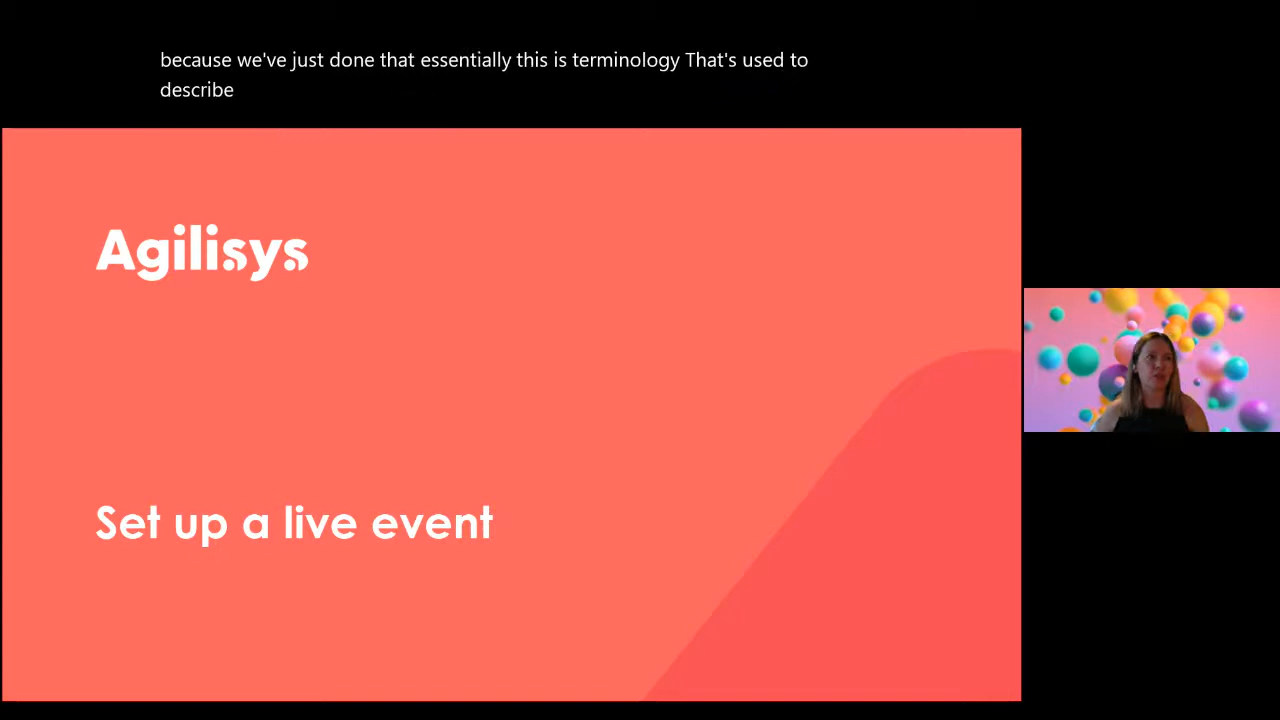 because we've just done that essentially this is terminology That's used to
describe
Agilisys
Set up a live event